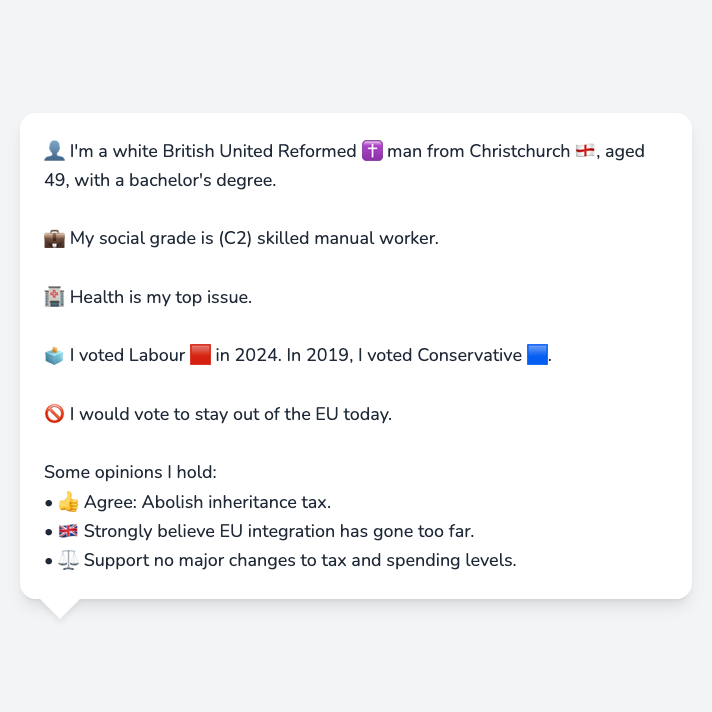 👤 I'm a white British United Reformed ✝️ man from Christchurch 🏴󠁧󠁢󠁥󠁮󠁧󠁿, aged
49, with a bachelor's degree.
💼 My social grade is (C2) skilled manual worker.
🏥 Health is my top issue.
🗳️ I voted Labour 🟥 in 2024. In 2019, I voted Conservative 🟦.
🚫 I would vote to stay out of the EU today.
Some opinions I hold:
• 👍 Agree: Abolish inheritance tax.
• 🇬🇧 Strongly believe EU integration has gone too far.
• ⚖️ Support no major changes to tax and spending levels.